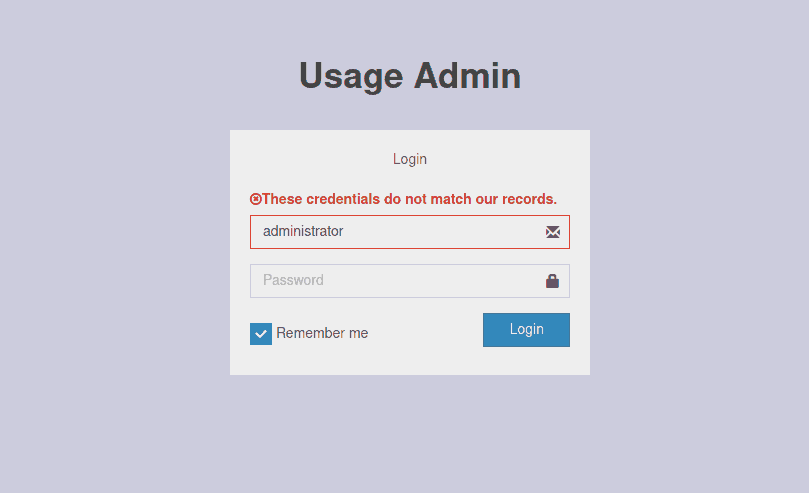 Usage Admin
Login
These credentials do not match our records.
administrator
Password
Remember me
Login